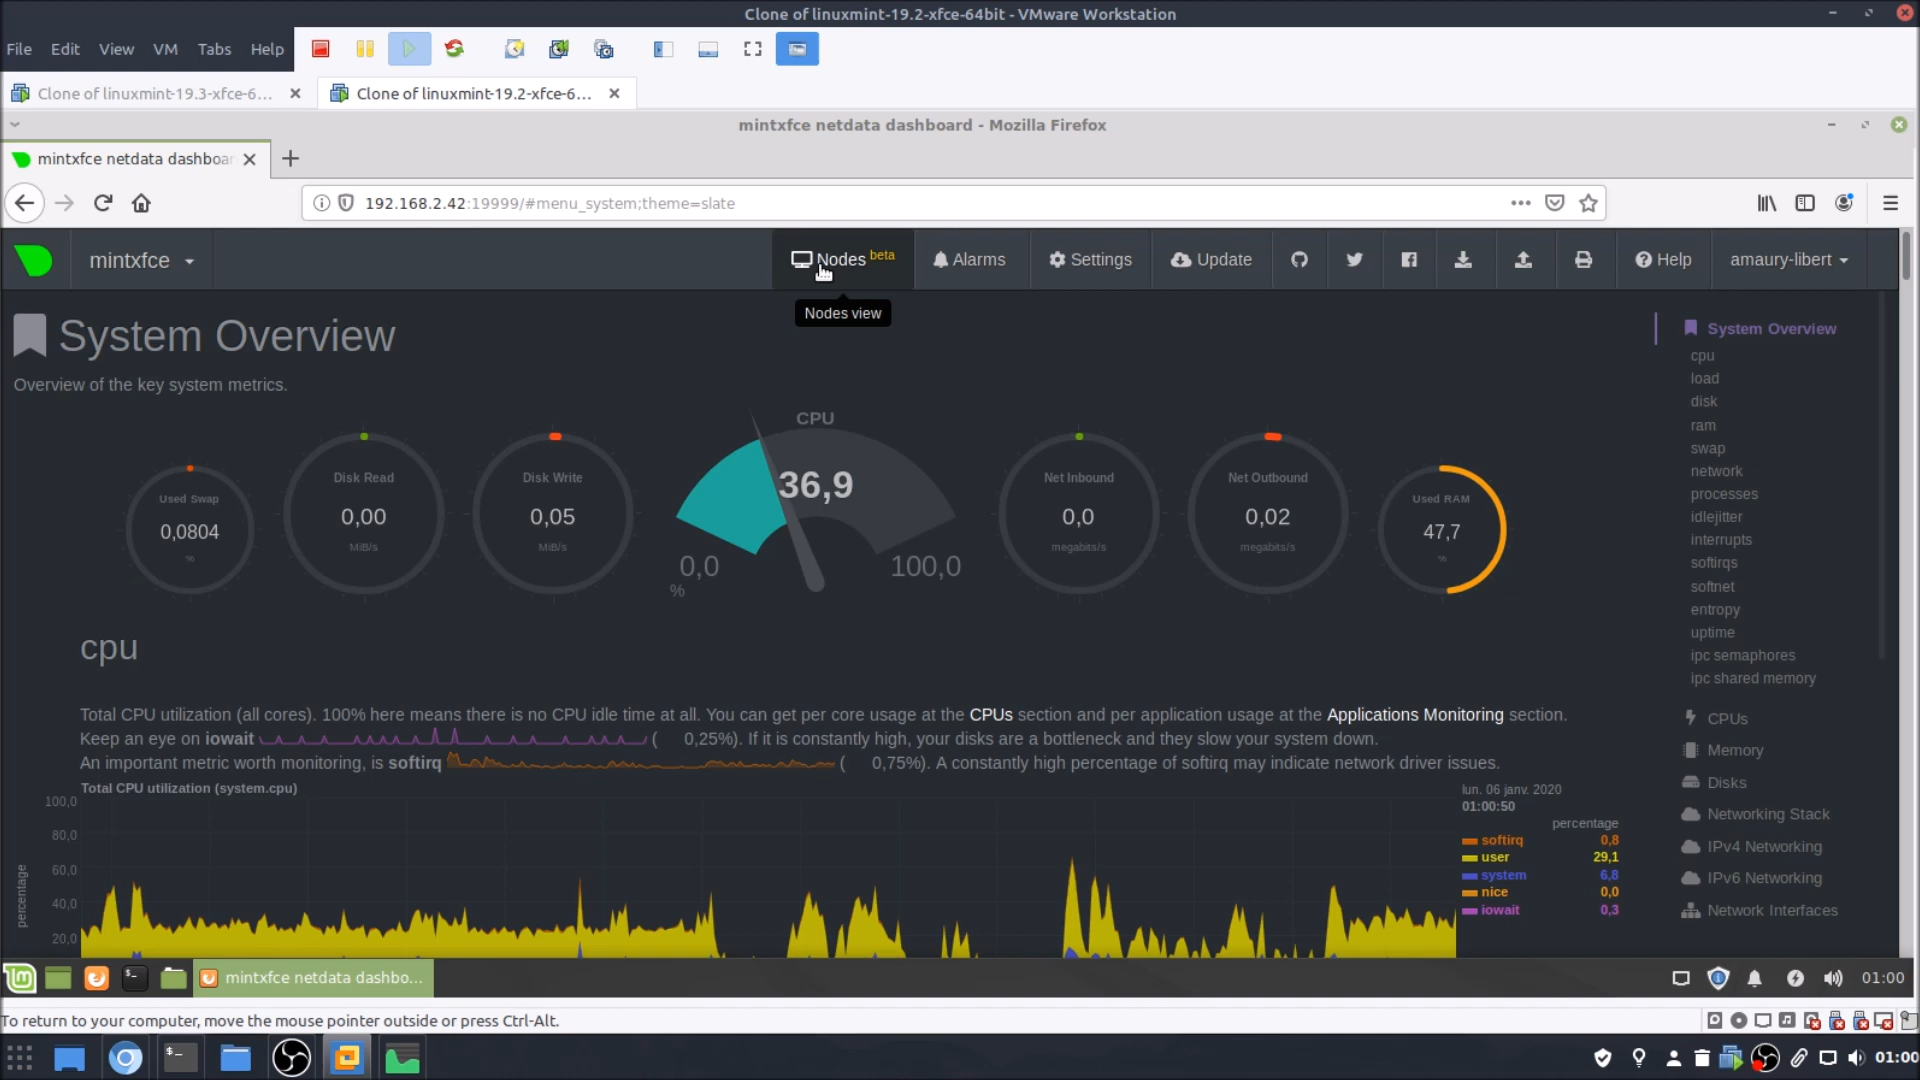 Clone of linuxmint-19.2-xfce-64bit - VMware Workstation
File Edit View VM Tabs Help
Clone of linuxmint-19.3-xfce-6...
Clone of linuxmint-19.2-xfce-6...
mintxfce netdata dashboard - Mozilla Firefox
mintxfce netdata dashboar
192.168.2.42:19999/#menu_system;theme=slate
mintxfce
Nodes beta
Alarms
Settings
Update
Help
amaury-libert
Nodes view
System Overview
Overview of the key system metrics.
Used Swap
0,0804
%
Disk Read
0,00
MiB/s
Disk Write
0,05
MiB/s
CPU
36,9
0,0
100,0
%
Net Inbound
0,0
megabits/s
Net Outbound
0,02
megabits/s
Used RAM
47,7
%
cpu
Total CPU utilization (all cores). 100% here means there is no CPU idle time at all. You can get per core usage at the CPUs section and per application usage at the Applications Monitoring section.
Keep an eye on iowait ( 0,25%). If it is constantly high, your disks are a bottleneck and they slow your system down.
An important metric worth monitoring, is softirq ( 0,75%). A constantly high percentage of softirq may indicate network driver issues.
Total CPU utilization (system.cpu)
100,0
80,0
60,0
40,0
20,0
percentage
lun. 06 janv. 2020
01:00:50
percentage
softirq 0,8
user 29,1
system 6,8
nice 0,0
iowait 0,3
System Overview
cpu
load
disk
ram
swap
network
processes
idlejitter
interrupts
softirqs
softnet
entropy
uptime
ipc semaphores
ipc shared memory
CPUs
Memory
Disks
Networking Stack
IPv4 Networking
IPv6 Networking
Network Interfaces
mintxfce netdata dashbo...
01:00
To return to your computer, move the mouse pointer outside or press Ctrl-Alt.
01:00